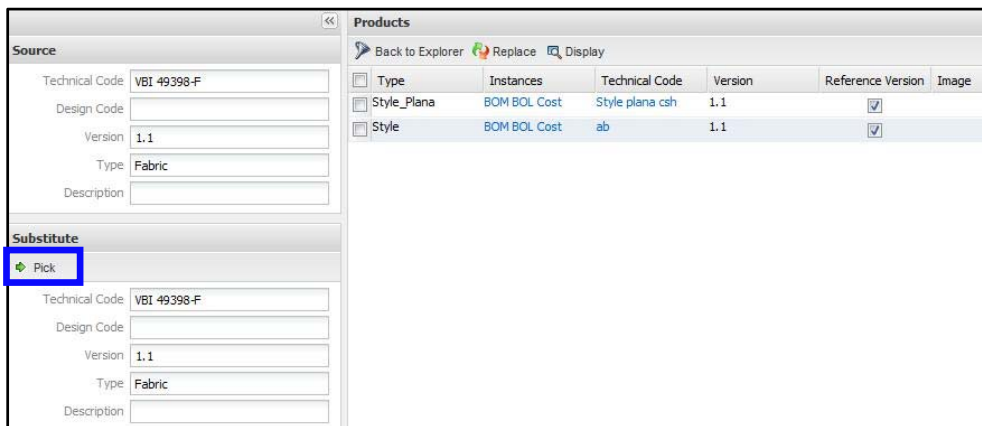 «
Source
Technical Code VBI 49398-F
Design Code
Version 1.1
Type Fabric
Description
Substitute
Pick
Technical Code VBI 49398-F
Design Code
Version 1.1
Type Fabric
Description
Products
Back to Explorer Replace Display
Type Instances Technical Code Version Reference Version Image
Style_Plana BOM BOL Cost Style plana csh 1.1
Style BOM BOL Cost ab 1.1